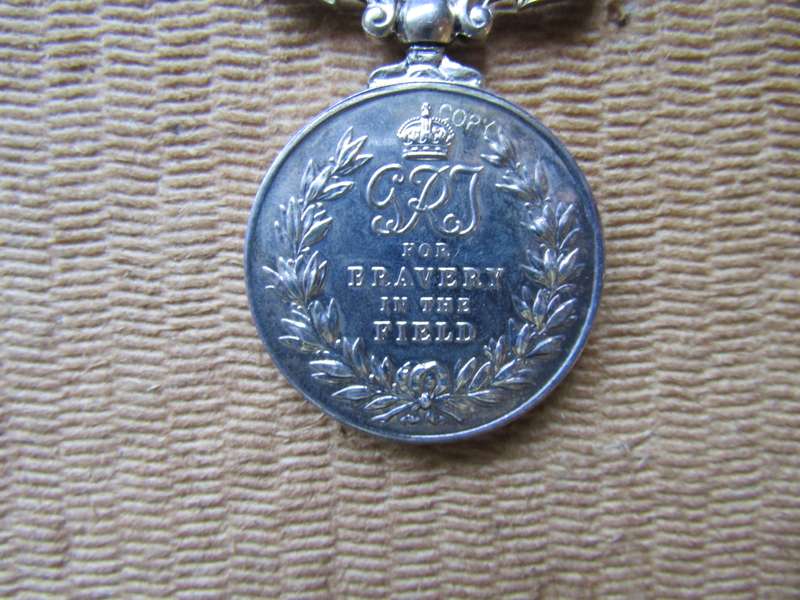 COPY
GRI
FOR
BRAVERY
IN THE
FIELD